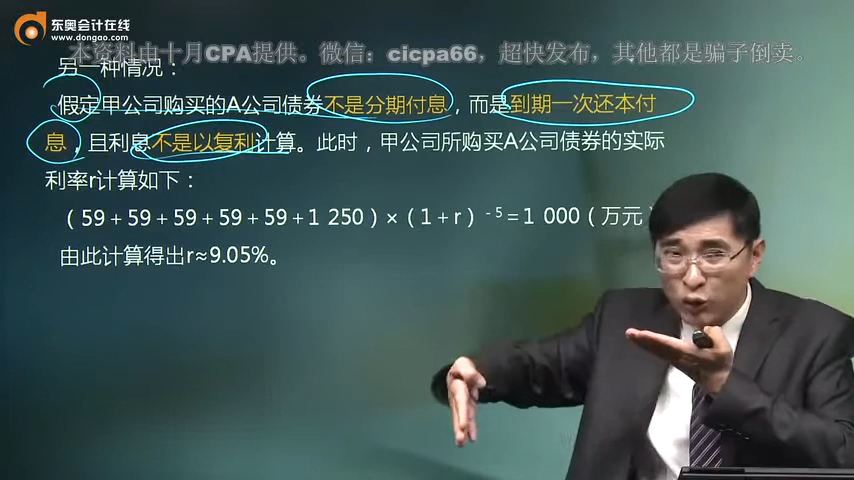 东奥会计在线
www.dongao.com
本资料由十月CPA提供。微信：cicpa66，超快发布，其他都是骗子倒卖。
另一种情况：
假定甲公司购买的A公司债券不是分期付息，而是到期一次还本付
息，且利息不是以复利计算。此时，甲公司所购买A公司债券的实际
利率r计算如下：
（59＋59＋59＋59＋59＋1 250）×（1＋r）⁻⁵＝1 000（万元）
由此计算得出r≈9.05%。